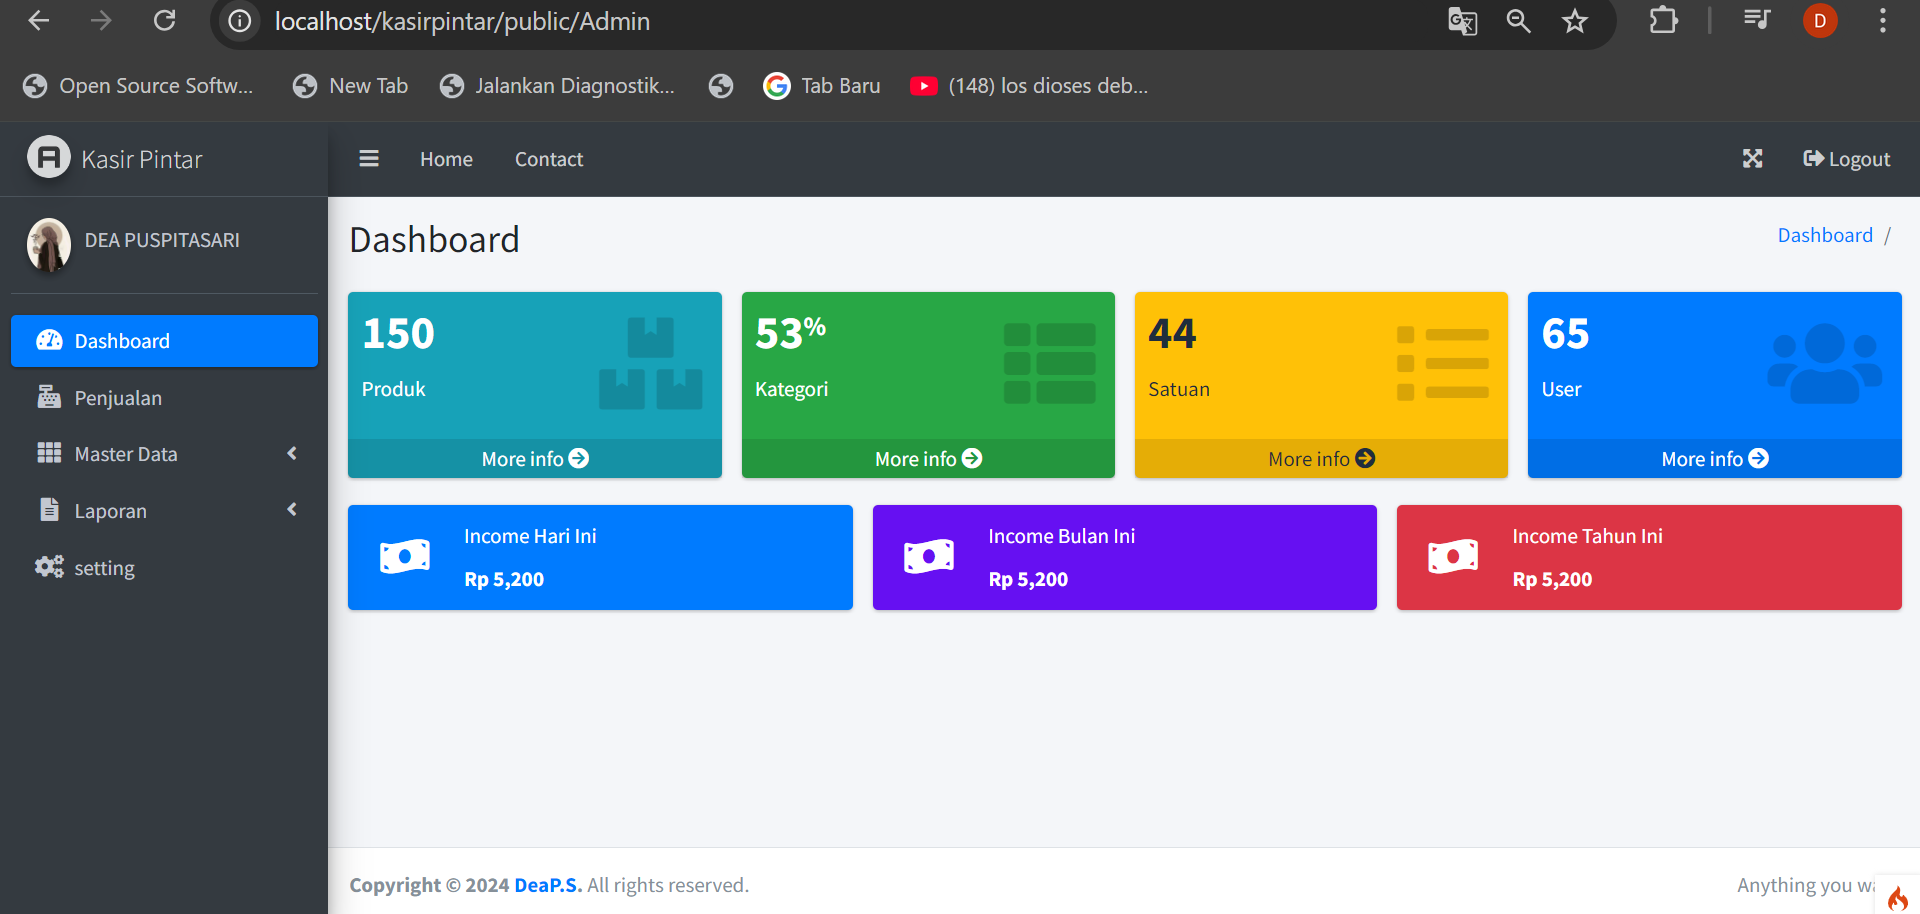 localhost/kasirpintar/public/Admin
D
Open Source Softw...
New Tab
Jalankan Diagnostik...
Tab Baru
(148) los dioses deb...
Kasir Pintar
Home
Contact
Logout
DEA PUSPITASARI
Dashboard
Penjualan
Master Data
Laporan
setting
Dashboard
Dashboard /
150
Produk
More info
53%
Kategori
More info
44
Satuan
More info
65
User
More info
Income Hari Ini
Rp 5,200
Income Bulan Ini
Rp 5,200
Income Tahun Ini
Rp 5,200
Copyright © 2024 DeaP.S. All rights reserved.
Anything you